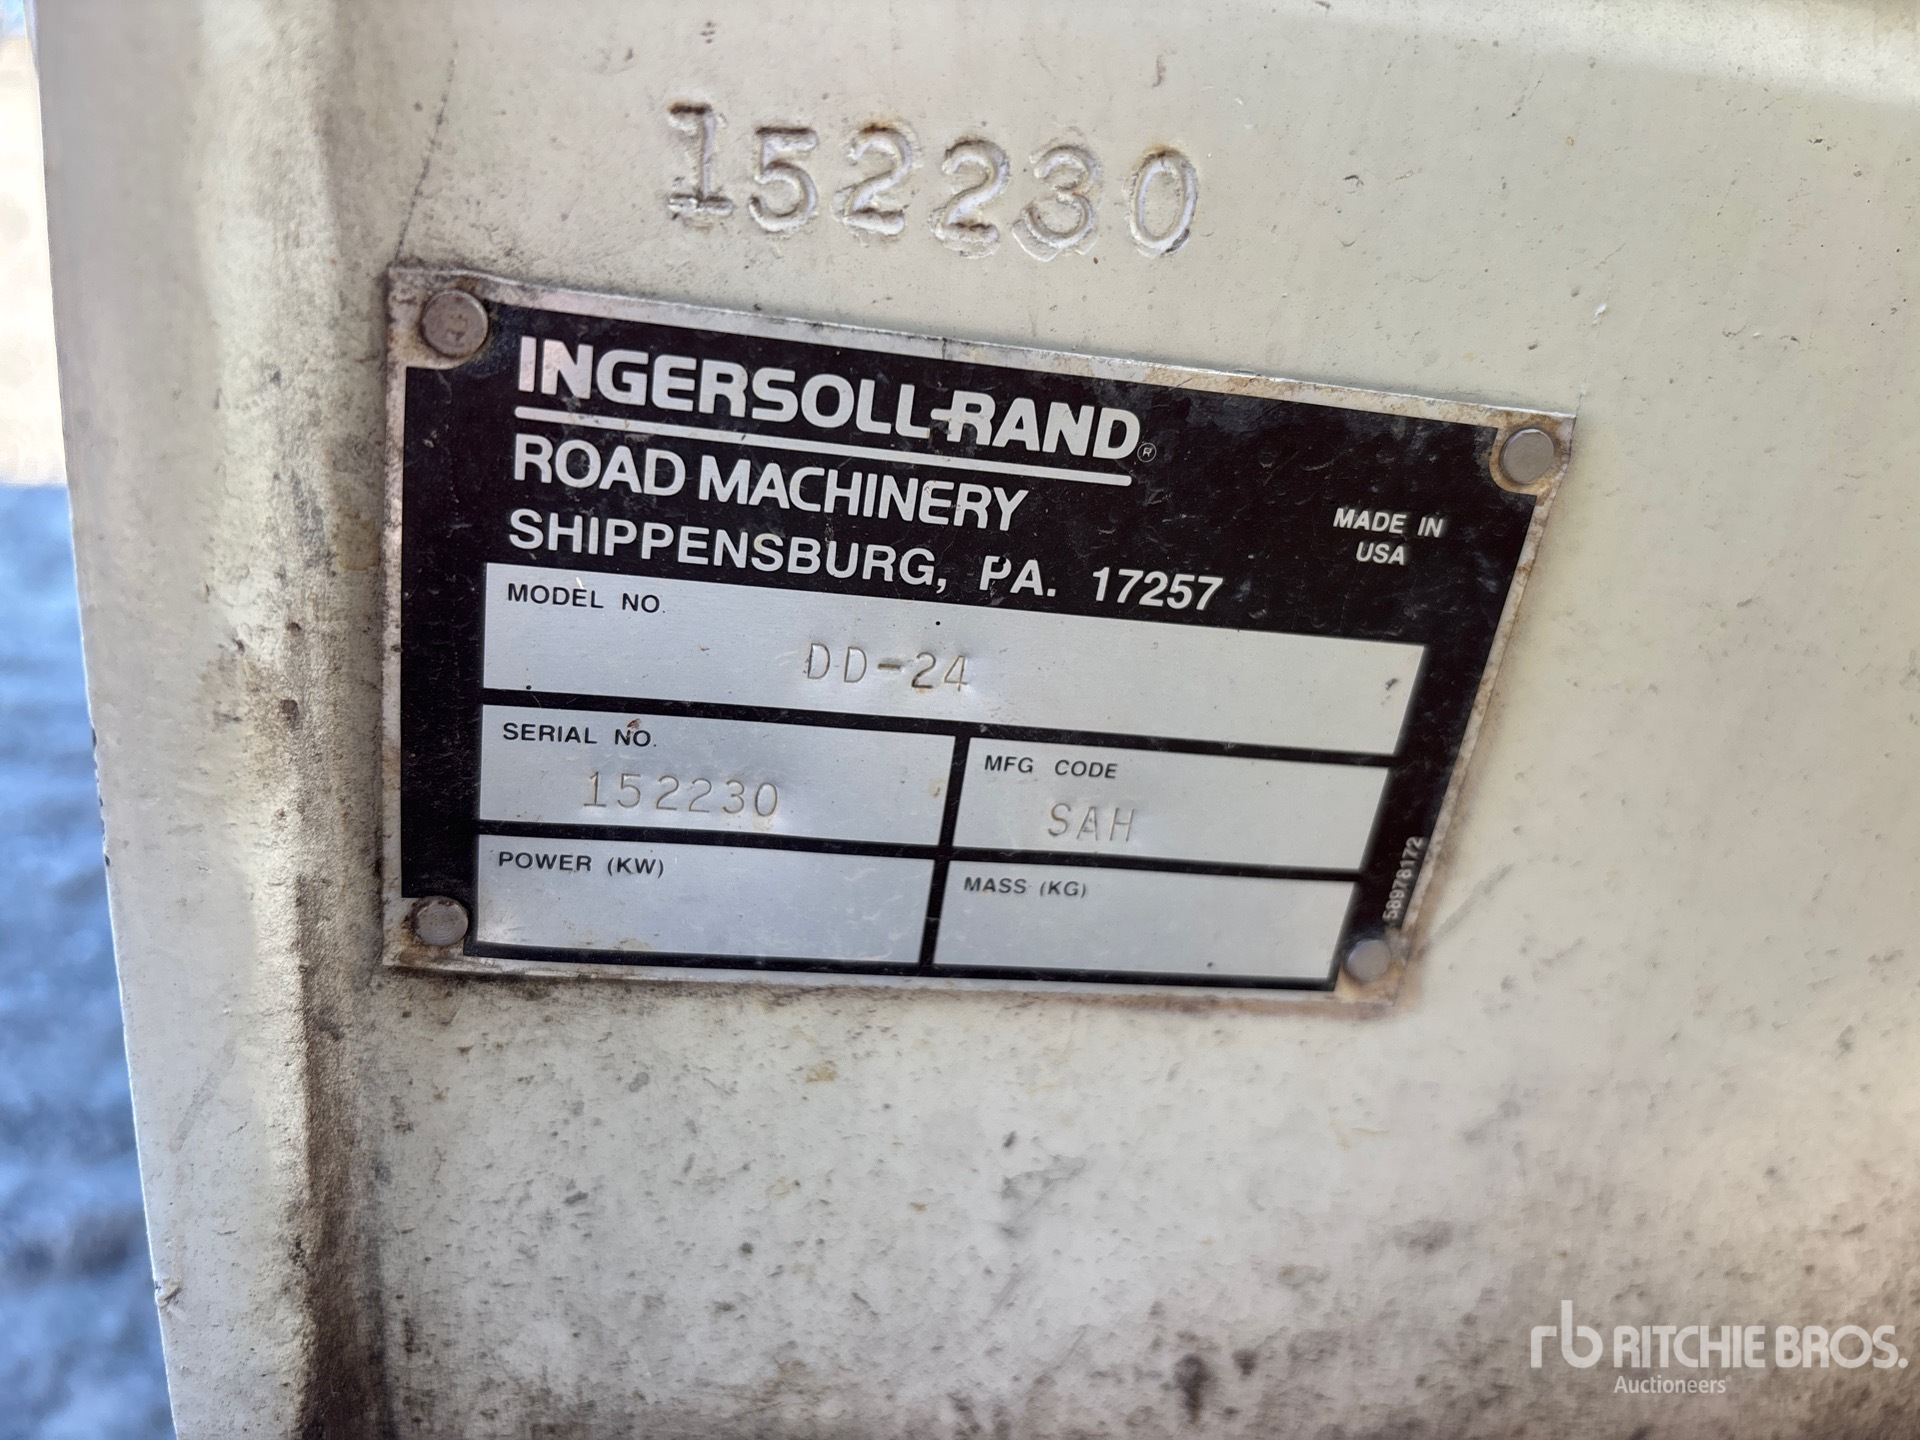 152230
INGERSOLL-RAND®
ROAD MACHINERY
SHIPPENSBURG, PA. 17257
MADE IN
USA
MODEL NO.
DD-24
SERIAL NO.
152230
MFG CODE
SAH
POWER (KW)
MASS (KG)
58978172
rb RITCHIE BROS.
Auctioneers